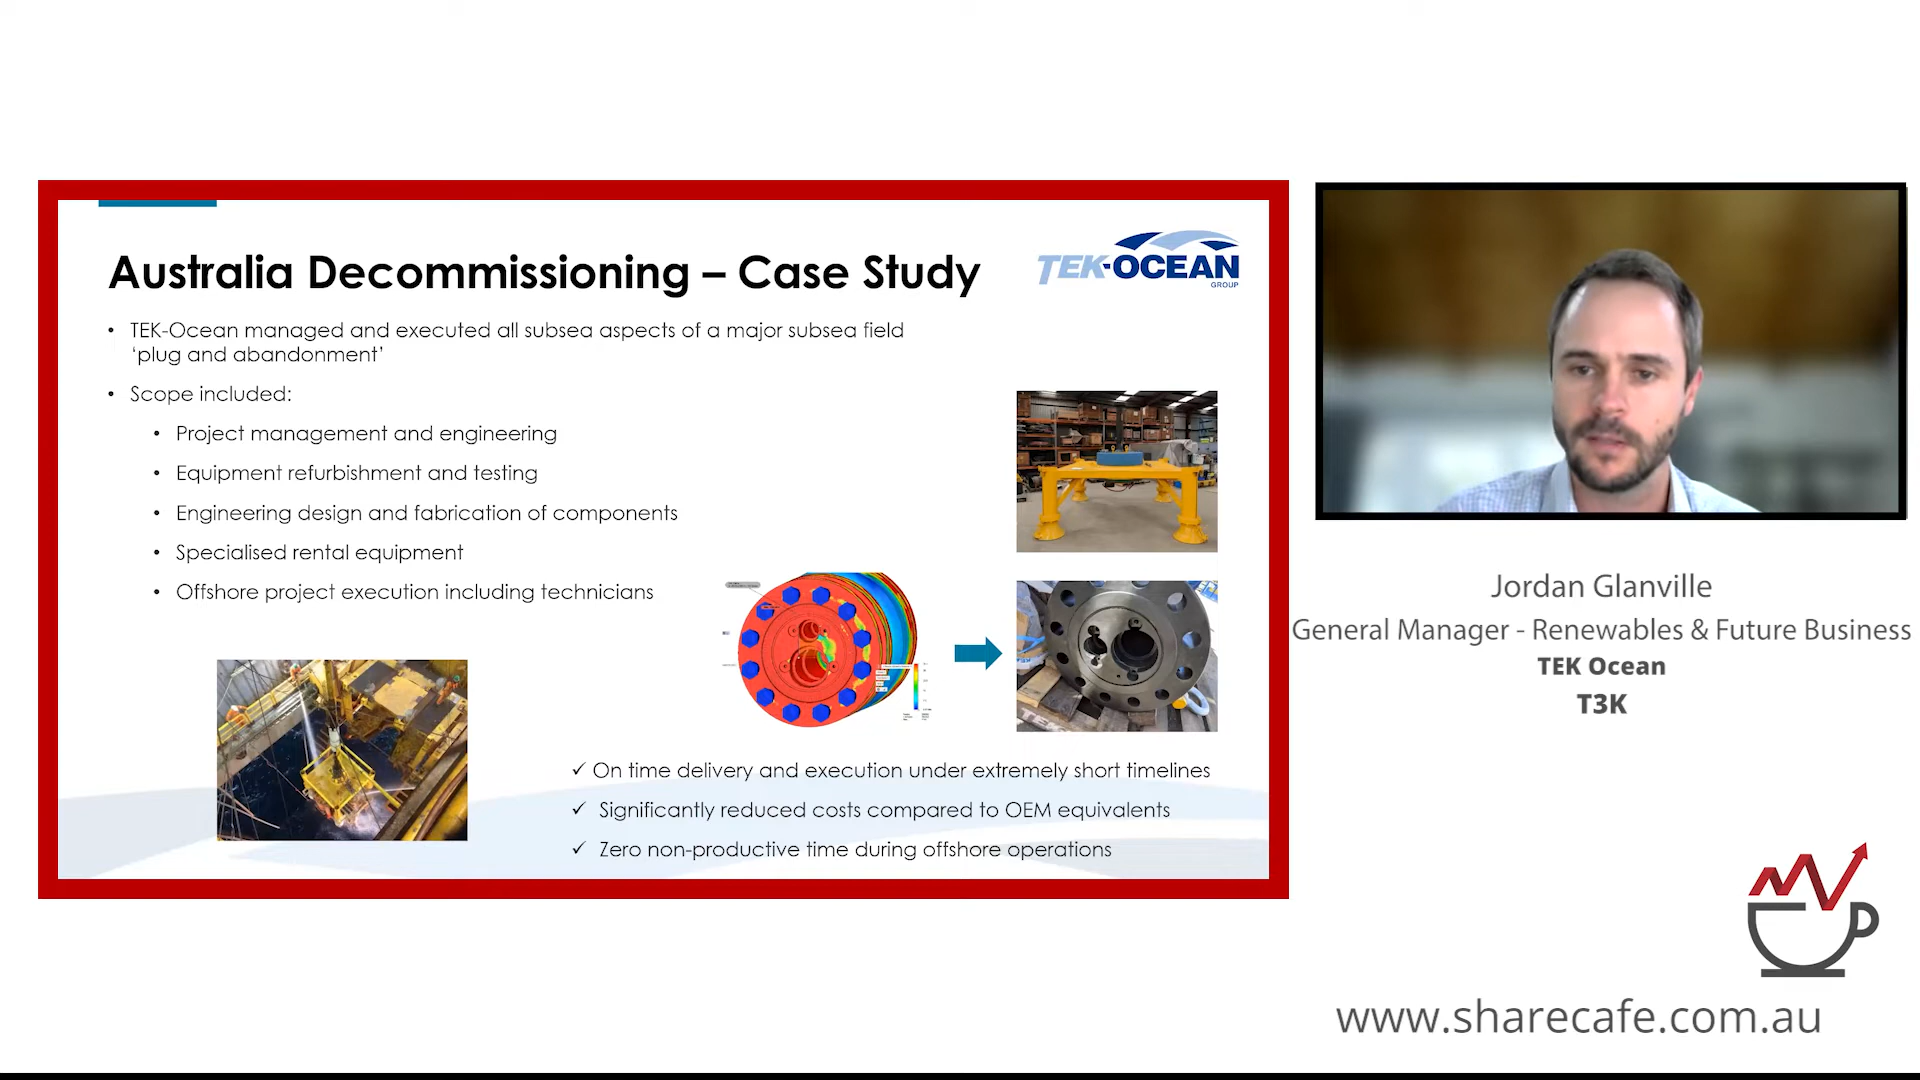 Australia Decommissioning – Case Study
TEK-OCEAN
GROUP
• TEK-Ocean managed and executed all subsea aspects of a major subsea field
‘plug and abandonment’
• Scope included:
• Project management and engineering
• Equipment refurbishment and testing
• Engineering design and fabrication of components
• Specialised rental equipment
• Offshore project execution including technicians
✓ On time delivery and execution under extremely short timelines
✓ Significantly reduced costs compared to OEM equivalents
✓ Zero non-productive time during offshore operations
Jordan Glanville
General Manager - Renewables & Future Business
TEK Ocean
T3K
www.sharecafe.com.au